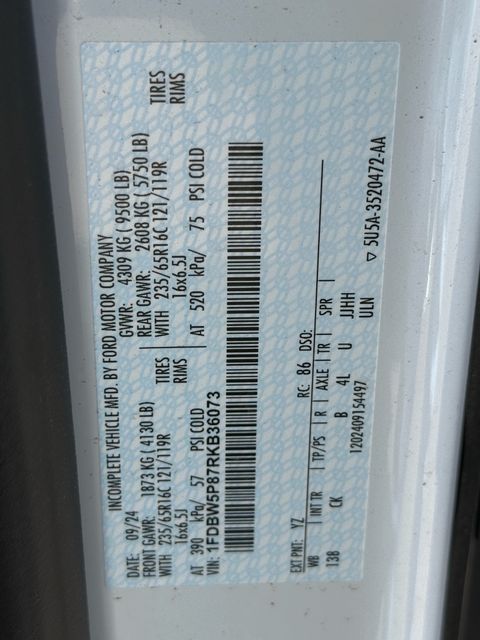 INCOMPLETE VEHICLE MFD. BY FORD MOTOR COMPANY
DATE: 09/24 GVWR: 4309 KG ( 9500 LB)
FRONT GAWR: 1873 KG ( 4130 LB) REAR GAWR: 2608 KG ( 5750 LB)
WITH 235/65R16C 121/119R TIRES WITH 235/65R16C 121/119R TIRES
16x6.5J RIMS 16x6.5J RIMS
AT 390 kPa/ 57 PSI COLD AT 520 kPa/ 75 PSI COLD
VIN: 1FDBW5P87RKB36073
EXT PNT: YZ RC: 86 DSO:
WB INT TR TP/PS R AXLE TR SPR
138 CK B 4L U JJHH
1202409154497 ULN
▽ 5U5A-3520472-AA